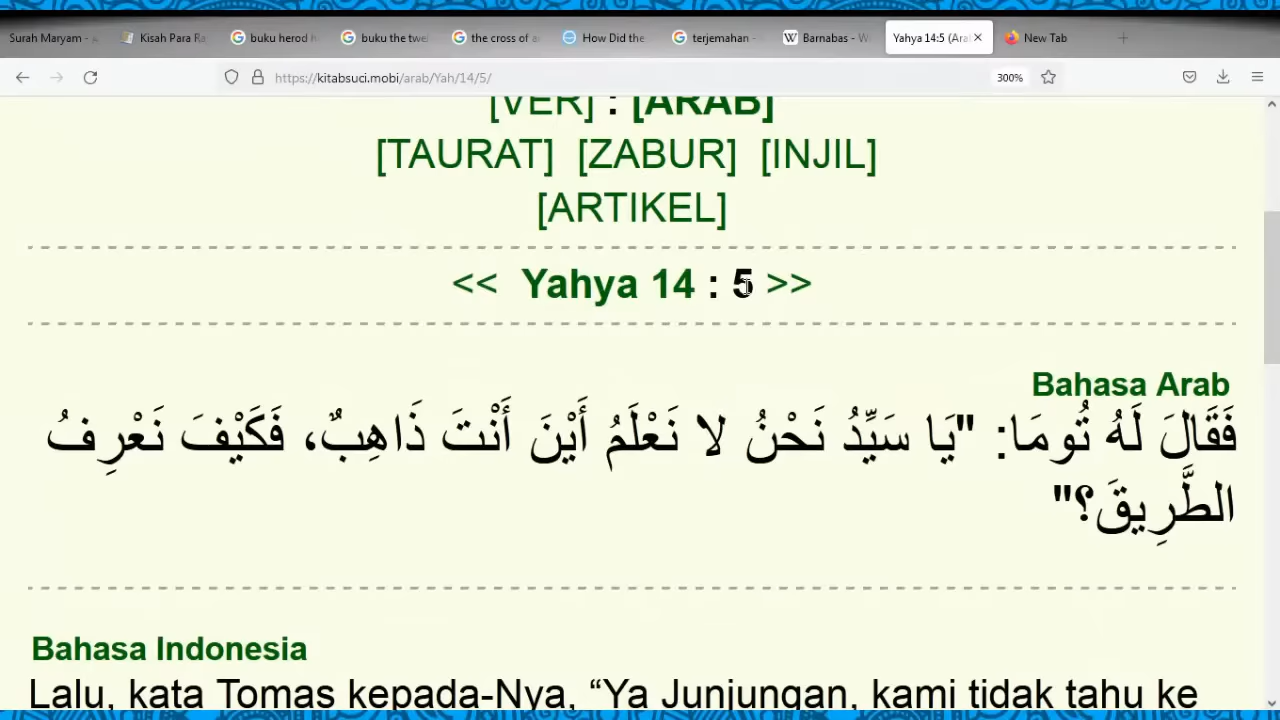 Surah Maryam - A
Kisah Para Ra
buku herod h
buku the twe
the cross of a
How Did the
terjemahan -
Barnabas - W
Yahya 14:5 (Ara
New Tab
https://kitabsuci.mobi/arab/Yah/14/5/
300%
[VER] : [ARAB]
[TAURAT] [ZABUR] [INJIL]
[ARTIKEL]
<< Yahya 14 : 5 >>
Bahasa Arab
فَقَالَ لَهُ تُومَا: "يَا سَيِّدُ نَحْنُ لا نَعْلَمُ أَيْنَ أَنْتَ ذَاهِبٌ، فَكَيْفَ نَعْرِفُ
الطَّرِيقَ؟"
Bahasa Indonesia
Lalu, kata Tomas kepada-Nya, “Ya Junjungan, kami tidak tahu ke